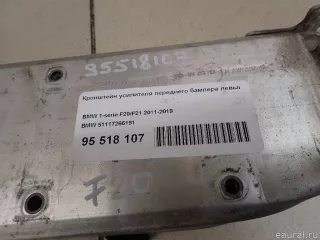 95518107
Кронштейн усилителя переднего бампера левый
BMW 1-serie F20/F21 2011-2019
BMW 51117266191
95 518 107
F20
eaural.ru